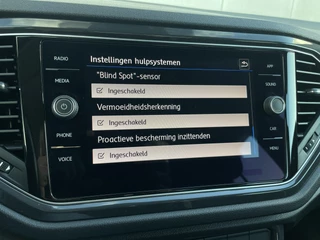 RADIO
MEDIA
PHONE
VOICE
Instellingen hulpsystemen
"Blind Spot"-sensor
Ingeschakeld
Vermoeidheidsherkenning
Ingeschakeld
Proactieve bescherming inzittenden
Ingeschakeld
APP
SOUND
CAR
MENU